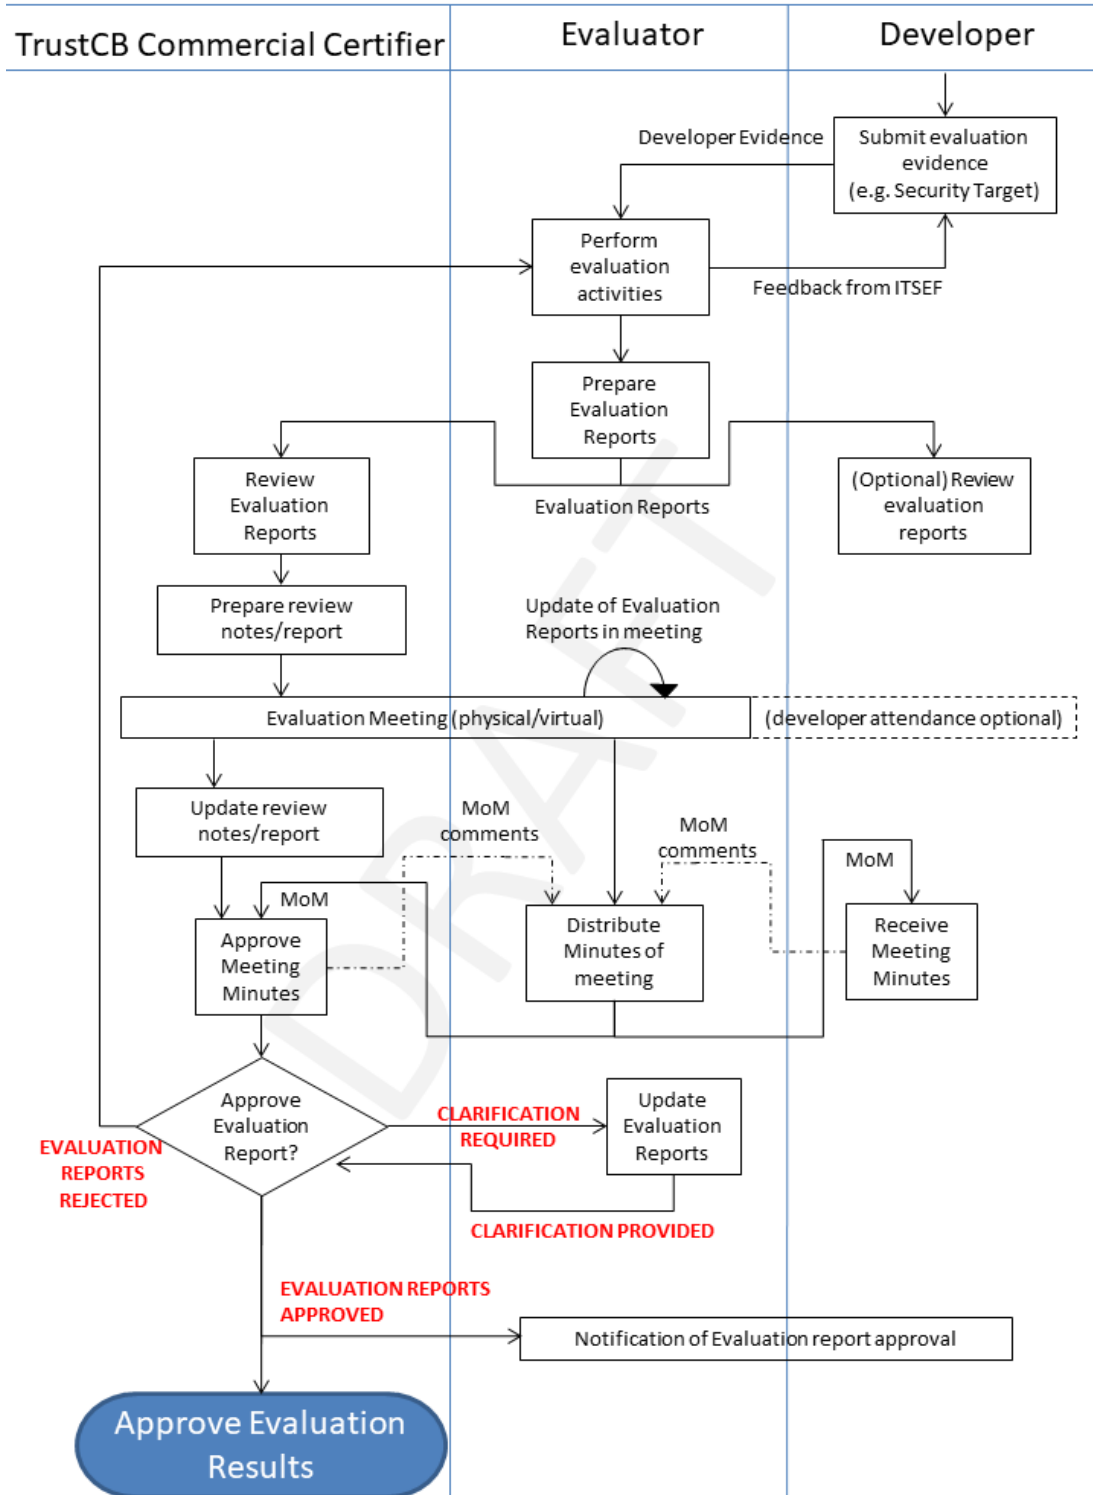 TrustCB Commercial Certifier
Evaluator
Developer
Developer Evidence
Submit evaluation
evidence
(e.g. Security Target)
Perform
evaluation
activities
Feedback from ITSEF
Prepare
Evaluation
Reports
Review
Evaluation
Reports
Evaluation Reports
(Optional) Review
evaluation
reports
Prepare review
notes/report
Update of Evaluation
Reports in meeting
Evaluation Meeting (physical/virtual)
(developer attendance optional)
Update review
notes/report
MoM
comments
MoM
comments
MoM
MoM
Approve
Meeting
Minutes
Distribute
Minutes of
meeting
Receive
Meeting
Minutes
Approve
Evaluation
Report?
CLARIFICATION
REQUIRED
Update
Evaluation
Reports
EVALUATION
REPORTS
REJECTED
CLARIFICATION PROVIDED
EVALUATION REPORTS
APPROVED
Notification of Evaluation report approval
Approve Evaluation
Results
DRAFT